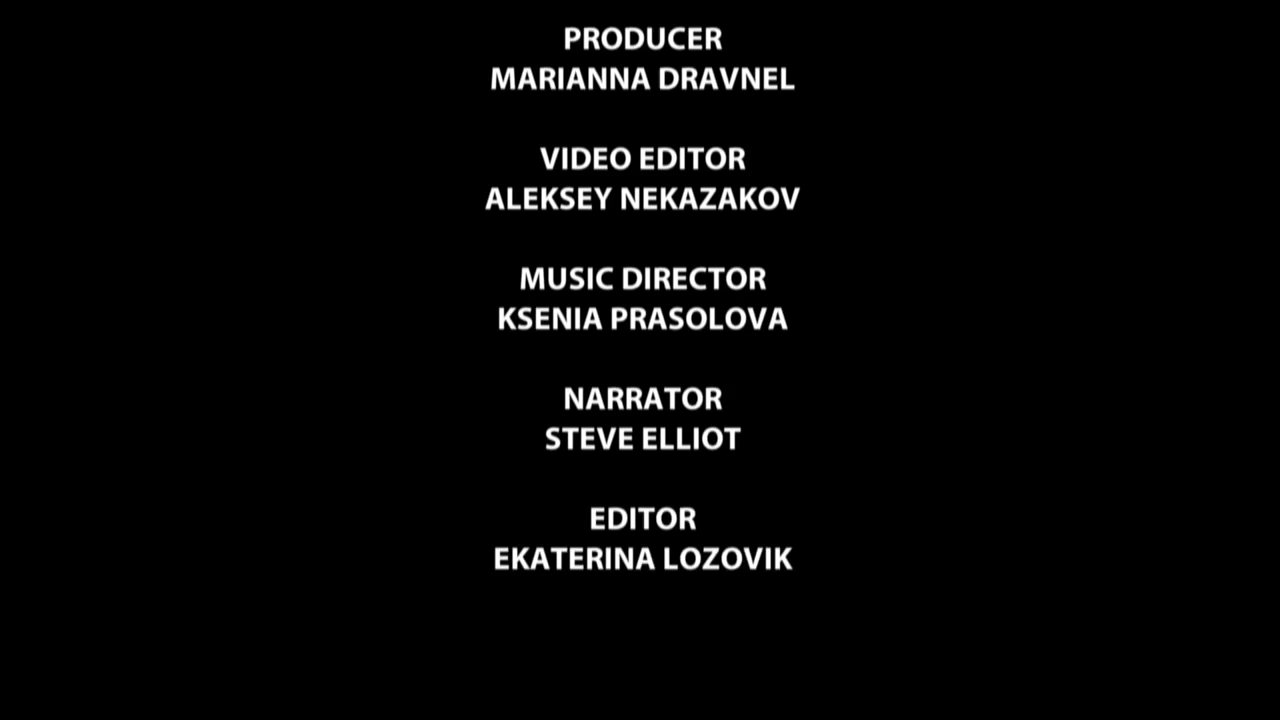 PRODUCER
MARIANNA DRAVNEL
VIDEO EDITOR
ALEKSEY NEKAZAKOV
MUSIC DIRECTOR
KSENIA PRASOLOVA
NARRATOR
STEVE ELLIOT
EDITOR
EKATERINA LOZOVIK